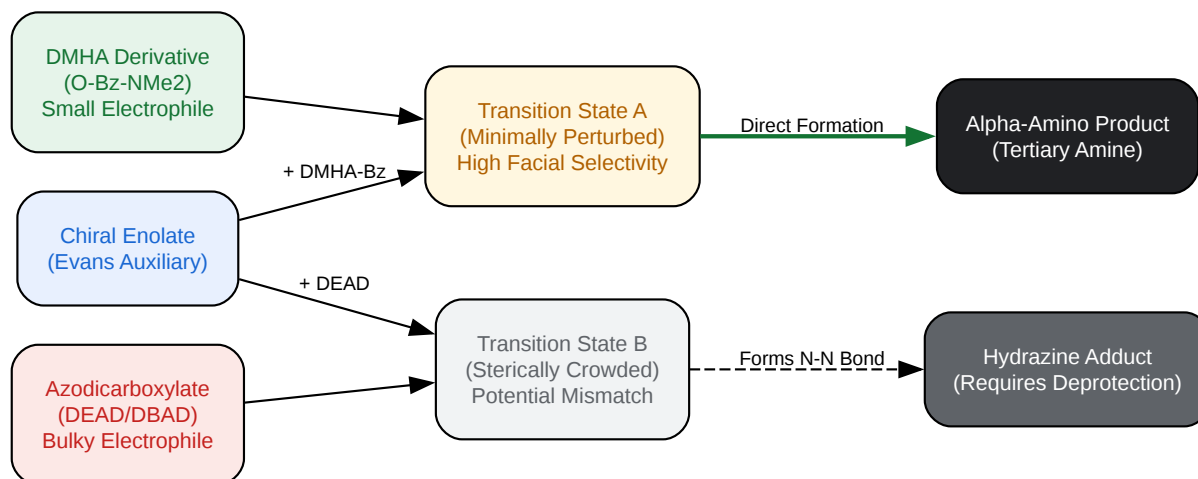 DMHA Derivative
(O-Bz-NMe2)
Small Electrophile
Transition State A
(Minimally Perturbed)
High Facial Selectivity
Direct Formation
Alpha-Amino Product
(Tertiary Amine)
+ DMHA-Bz
Chiral Enolate
(Evans Auxiliary)
+ DEAD
Transition State B
(Sterically Crowded)
Potential Mismatch
Forms N-N Bond
Hydrazine Adduct
(Requires Deprotection)
Azodicarboxylate
(DEAD/DBAD)
Bulky Electrophile